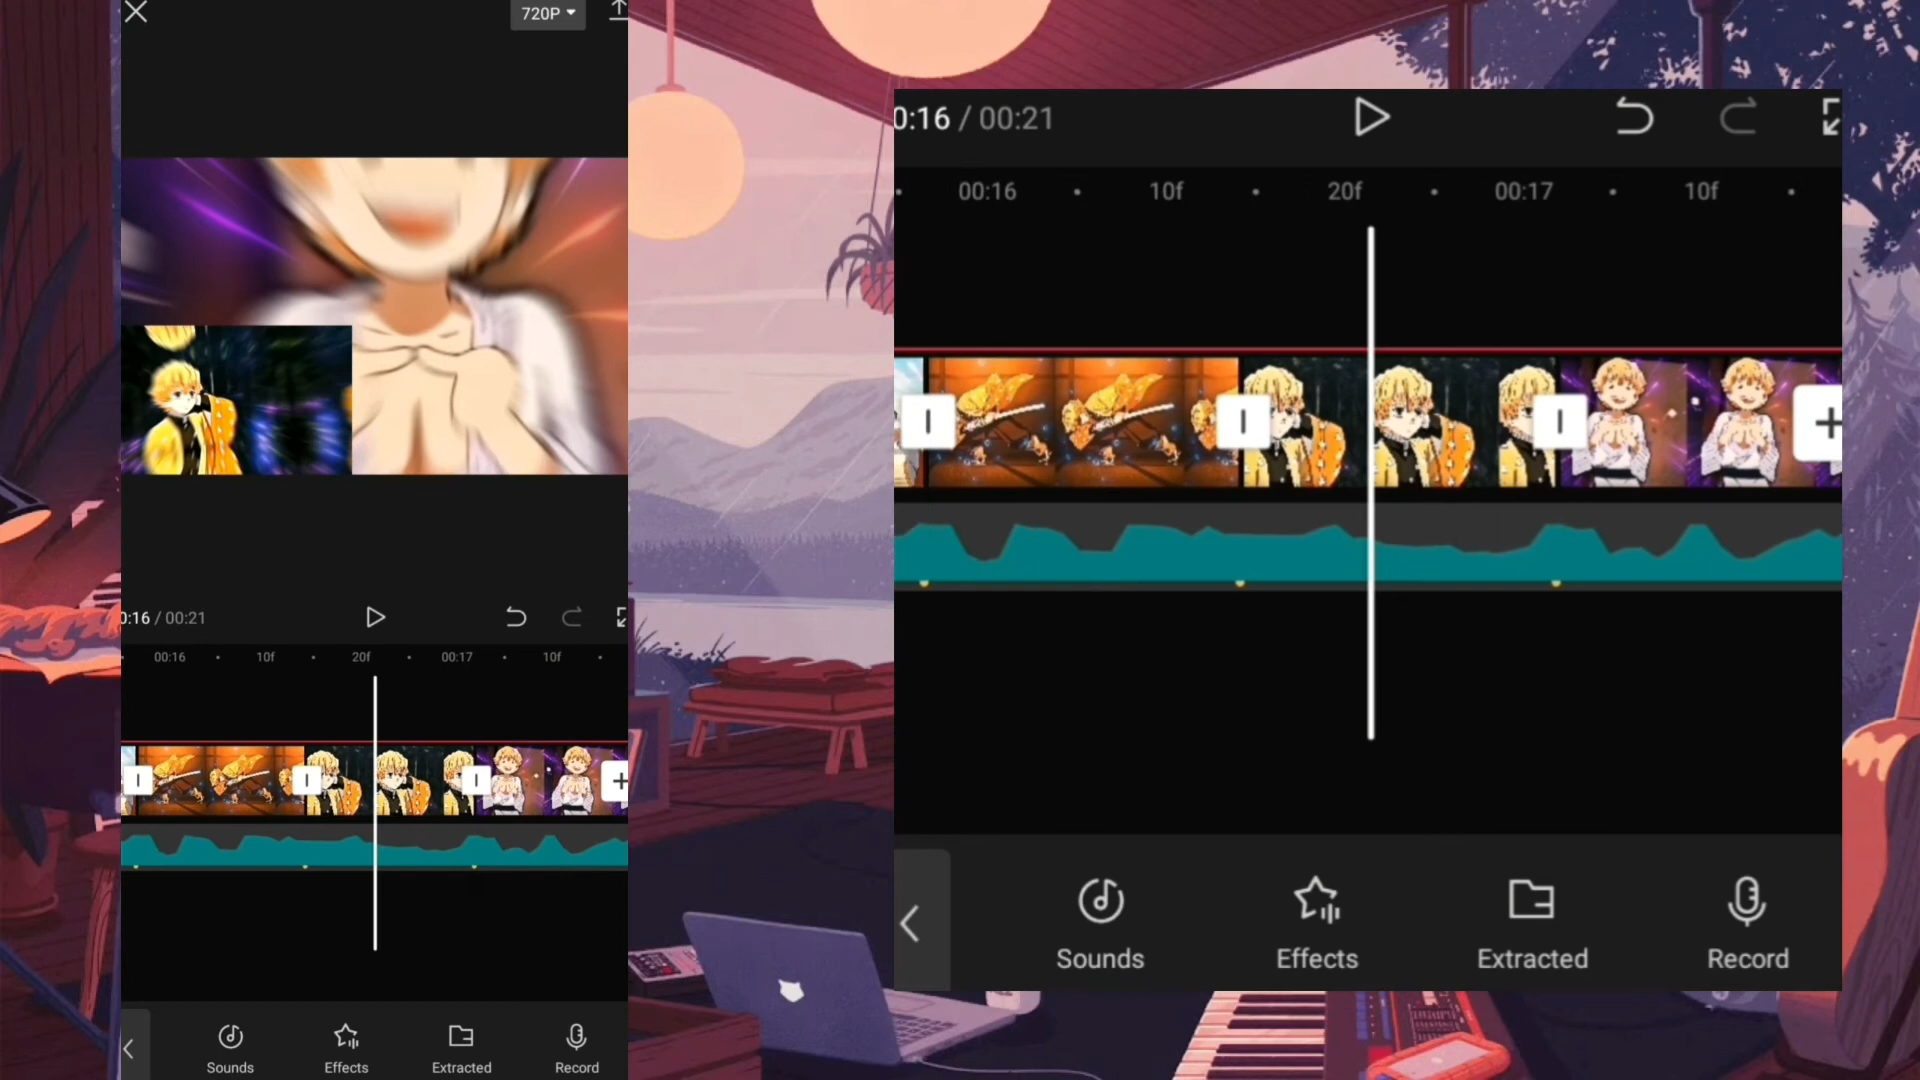 720P
0:16 / 00:21
00:16 10f 20f 00:17 10f
Sounds Effects Extracted Record
0:16 / 00:21
00:16 10f 20f 00:17 10f
Sounds Effects Extracted Record